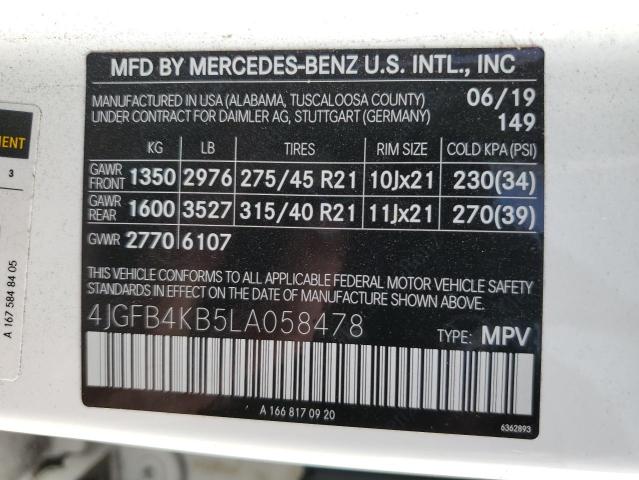 MFD BY MERCEDES-BENZ U.S. INTL., INC
MANUFACTURED IN USA (ALABAMA, TUSCALOOSA COUNTY) 06/19
UNDER CONTRACT FOR DAIMLER AG, STUTTGART (GERMANY) 149
KG LB TIRES RIM SIZE COLD KPA(PSI)
GAWR FRONT 1350 2976 275/45 R21 10Jx21 230(34)
GAWR REAR 1600 3527 315/40 R21 11Jx21 270(39)
GVWR 2770 6107
THIS VEHICLE CONFORMS TO ALL APPLICABLE FEDERAL MOTOR VEHICLE SAFETY
STANDARDS IN EFFECT ON THE DATE OF MANUFACTURE SHOWN ABOVE.
4JGFB4KB5LA058478 TYPE: MPV
A 166 817 09 20
6362893
3
A 167 584 84 05